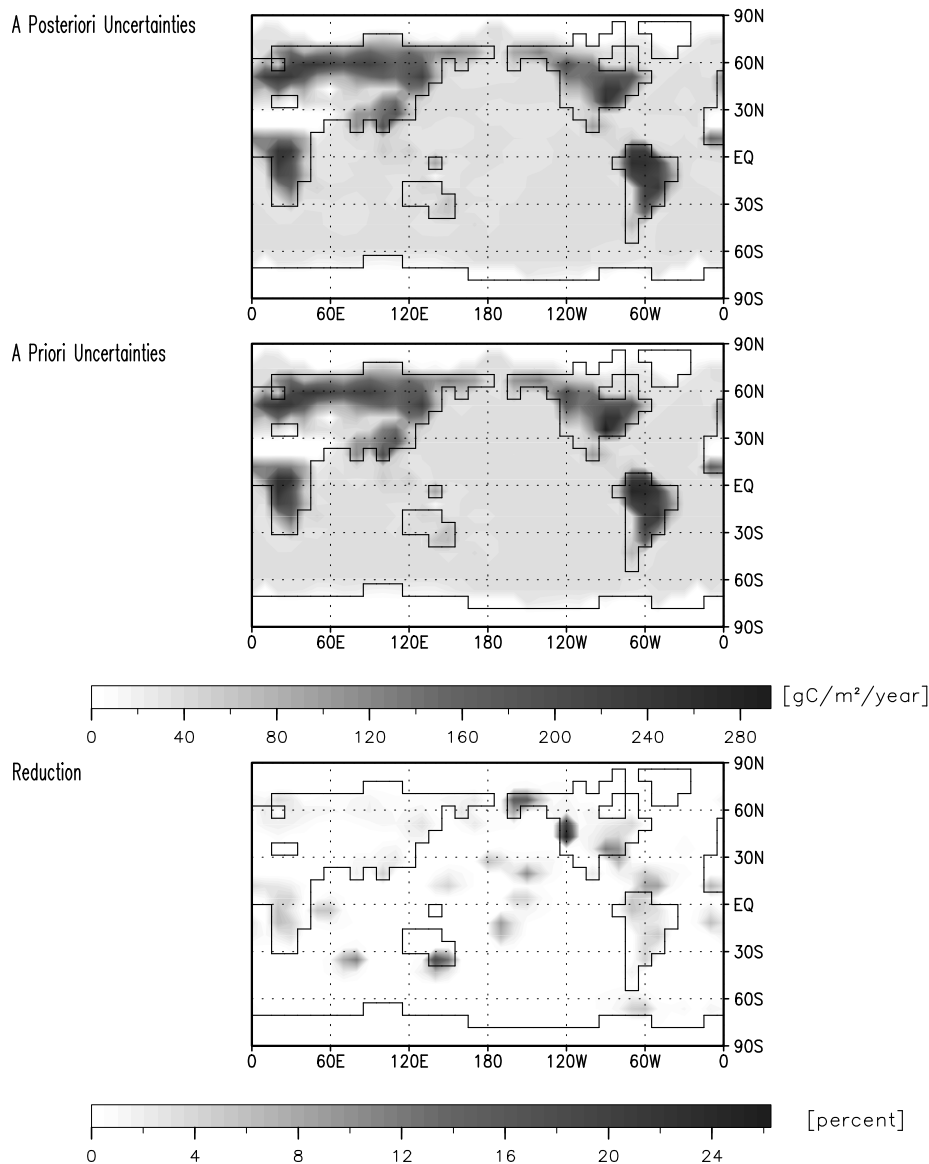 A Posteriori Uncertainties
90N
60N
30N
EQ
30S
60S
90S
0 60E 120E 180 120W 60W 0
A Priori Uncertainties
90N
60N
30N
EQ
30S
60S
90S
0 60E 120E 180 120W 60W 0
[gC/m²/year]
0 40 80 120 160 200 240 280
Reduction
90N
60N
30N
EQ
30S
60S
90S
0 60E 120E 180 120W 60W 0
[percent]
0 4 8 12 16 20 24